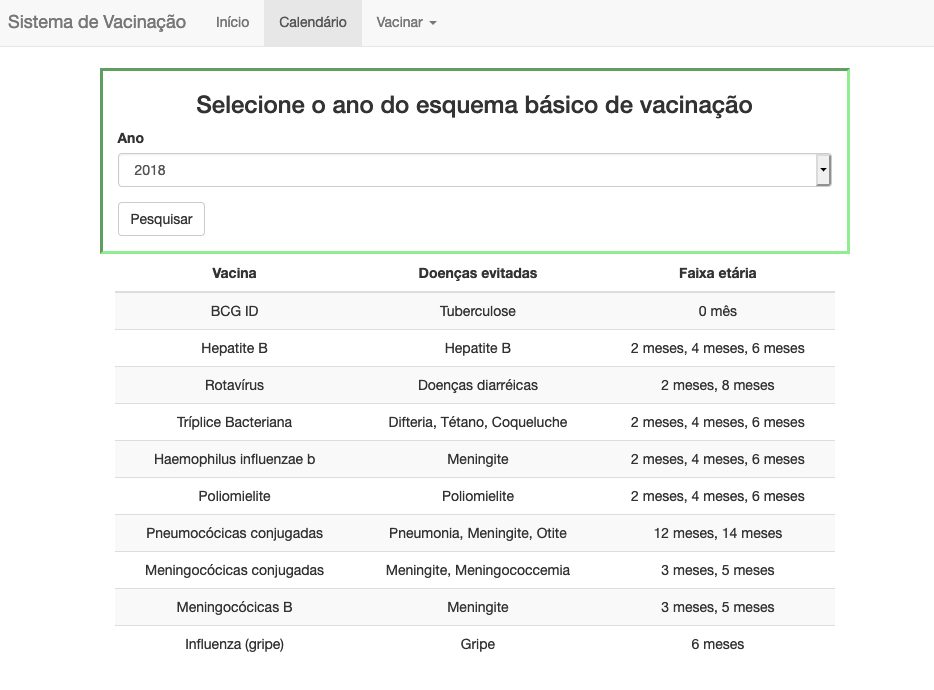 Sistema de Vacinação Início Calendário Vacinar
Selecione o ano do esquema básico de vacinação
Ano
2018
Pesquisar
Vacina Doenças evitadas Faixa etária
BCG ID Tuberculose 0 mês
Hepatite B Hepatite B 2 meses, 4 meses, 6 meses
Rotavírus Doenças diarréicas 2 meses, 8 meses
Tríplice Bacteriana Difteria, Tétano, Coqueluche 2 meses, 4 meses, 6 meses
Haemophilus influenzae b Meningite 2 meses, 4 meses, 6 meses
Poliomielite Poliomielite 2 meses, 4 meses, 6 meses
Pneumocócicas conjugadas Pneumonia, Meningite, Otite 12 meses, 14 meses
Meningocócicas conjugadas Meningite, Meningococcemia 3 meses, 5 meses
Meningocócicas B Meningite 3 meses, 5 meses
Influenza (gripe) Gripe 6 meses